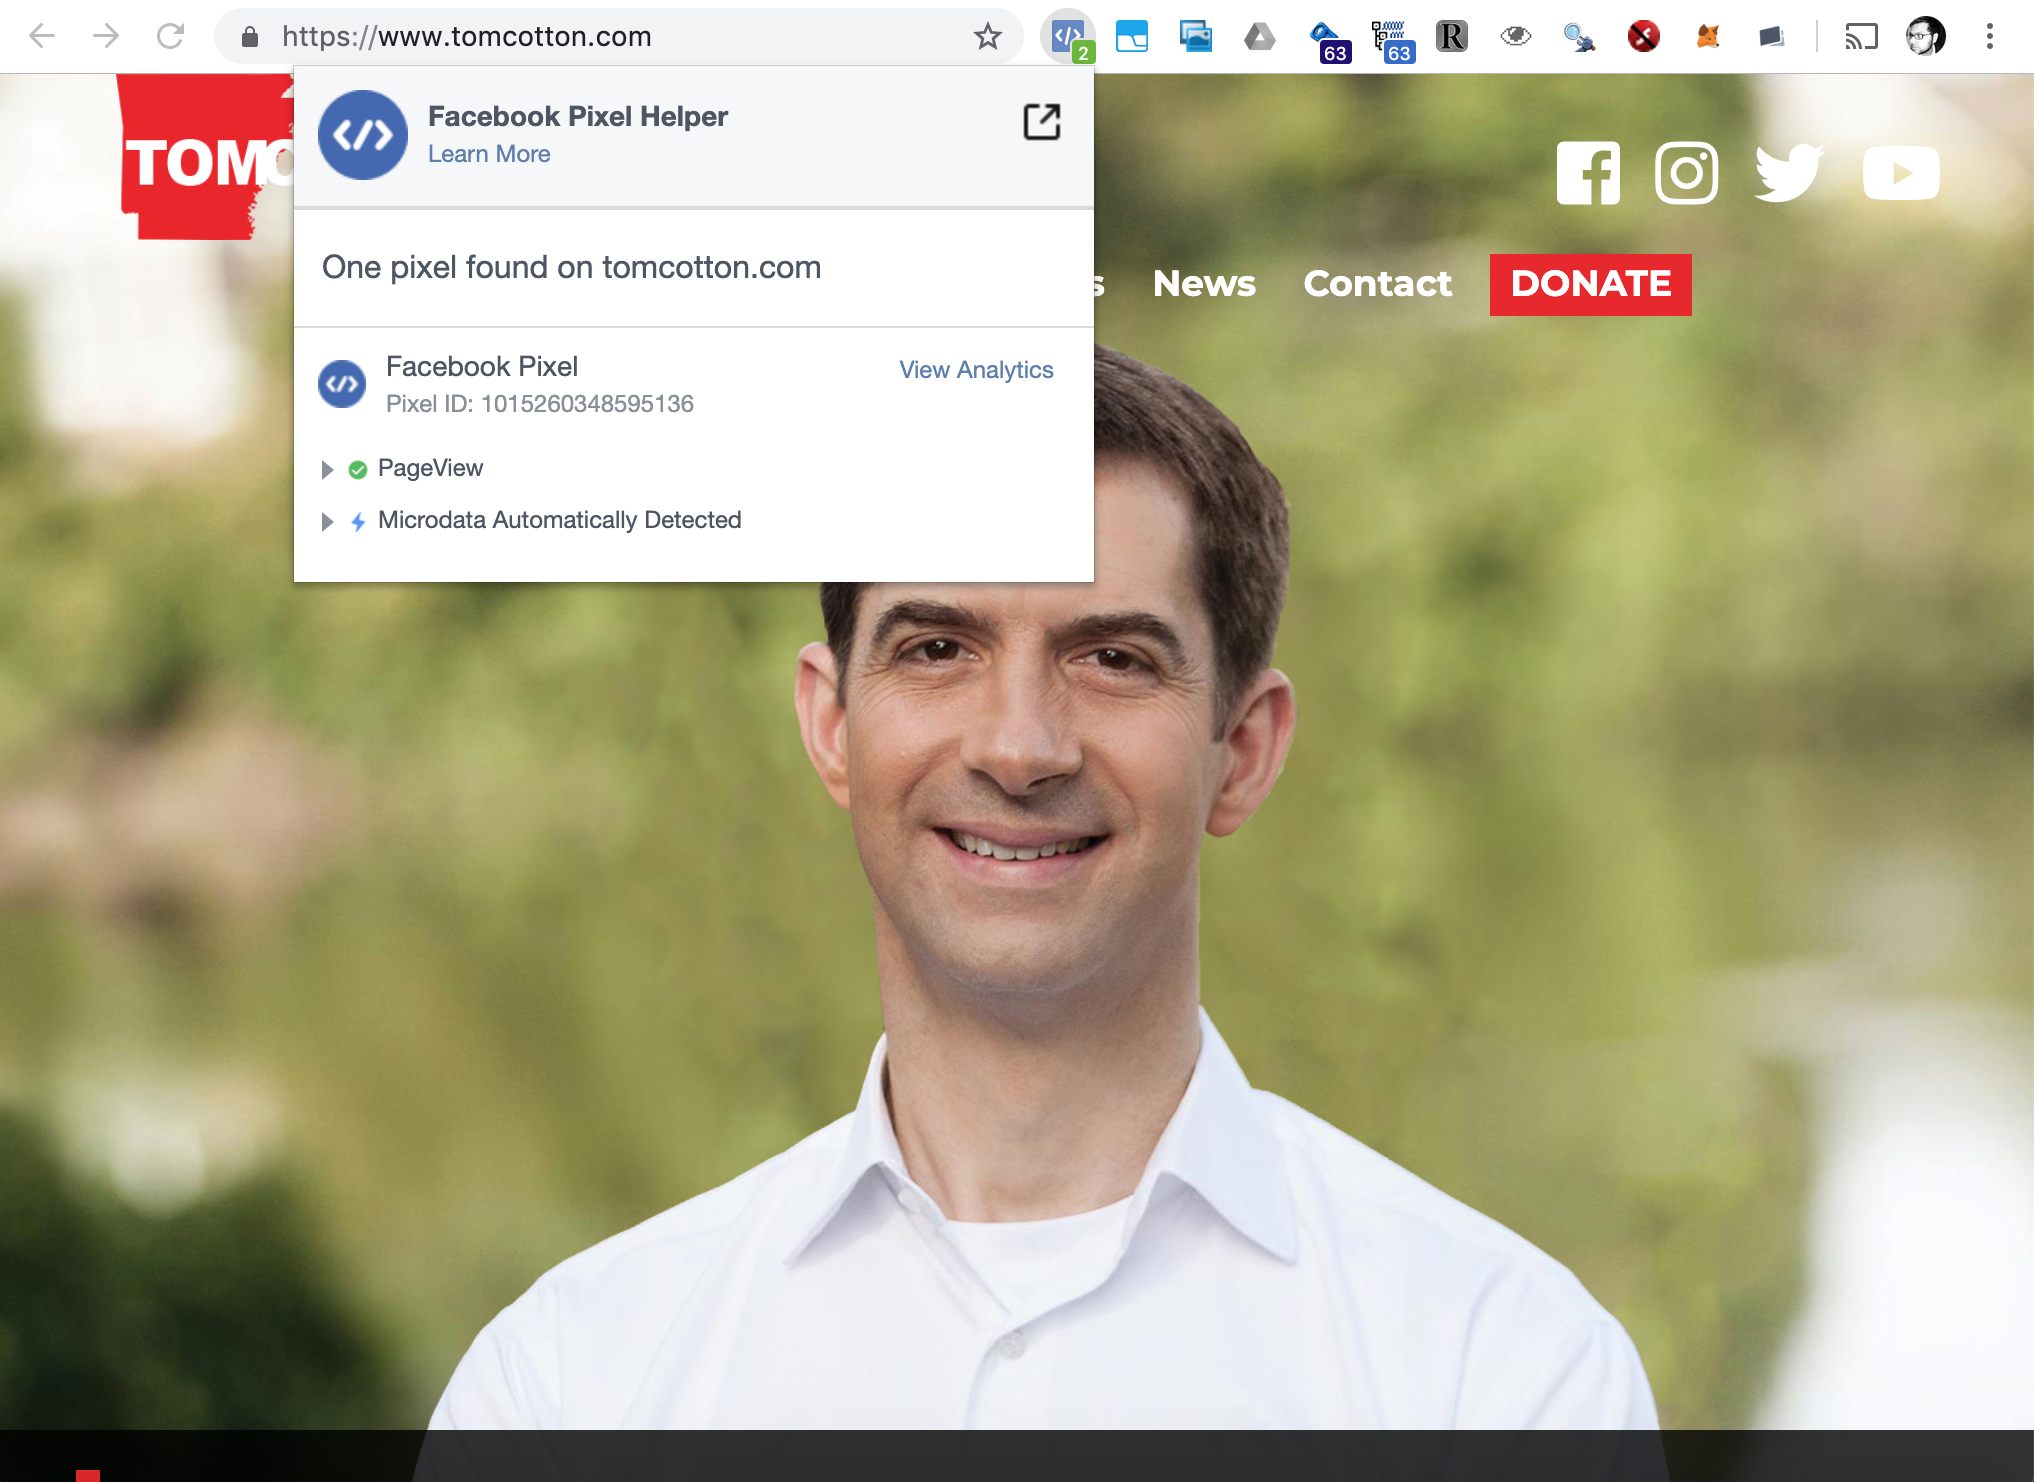 https://www.tomcotton.com
2
63
63
R
TOMC
Facebook Pixel Helper
Learn More
One pixel found on tomcotton.com
s
News
Contact
DONATE
Facebook Pixel
View Analytics
Pixel ID: 1015260348595136
PageView
Microdata Automatically Detected